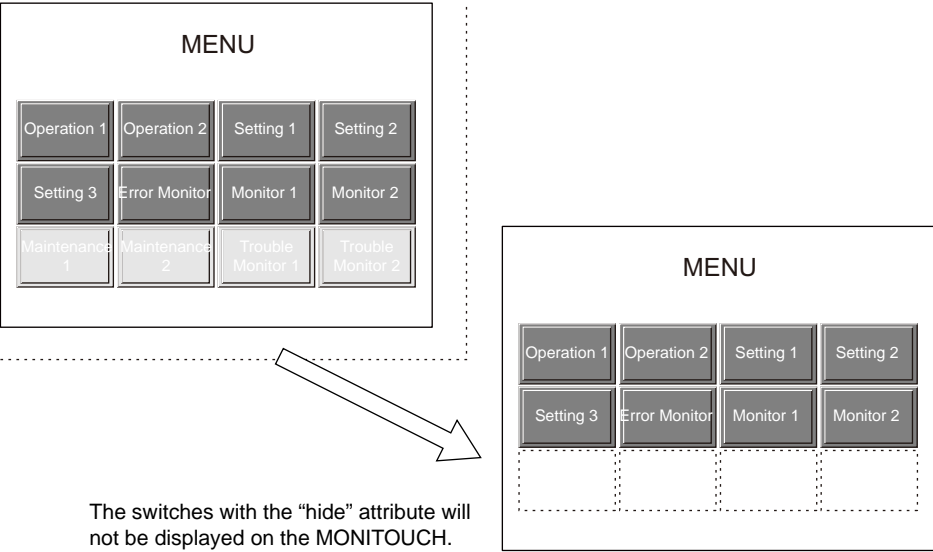 MENU
Operation 1 Operation 2 Setting 1 Setting 2
Setting 3 Error Monitor Monitor 1 Monitor 2
Maintenance Maintenance Trouble Trouble
1 2 Monitor 1 Monitor 2
MENU
Operation 1 Operation 2 Setting 1 Setting 2
Setting 3 Error Monitor Monitor 1 Monitor 2
The switches with the “hide” attribute will
not be displayed on the MONITOUCH.